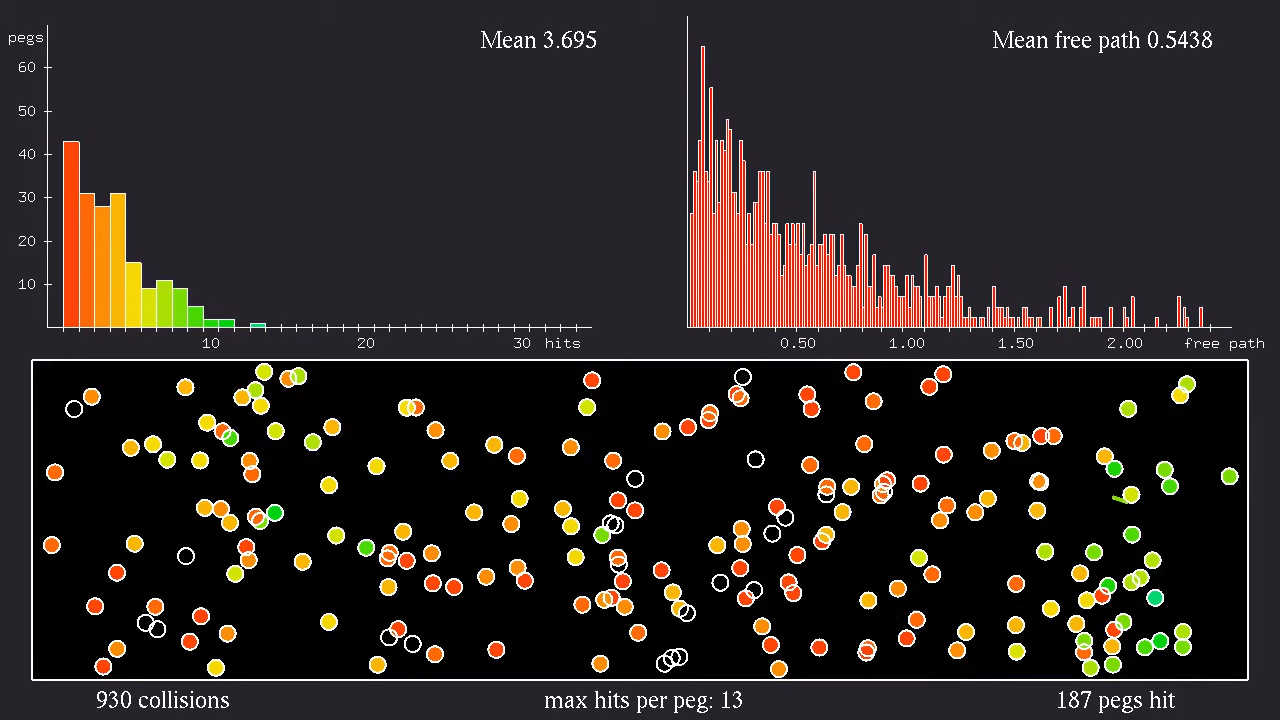 pegs
Mean 3.695
60
50
40
30
20
10
10 20 30 hits
Mean free path 0.5438
0.50 1.00 1.50 2.00 free path
930 collisions
max hits per peg: 13
187 pegs hit